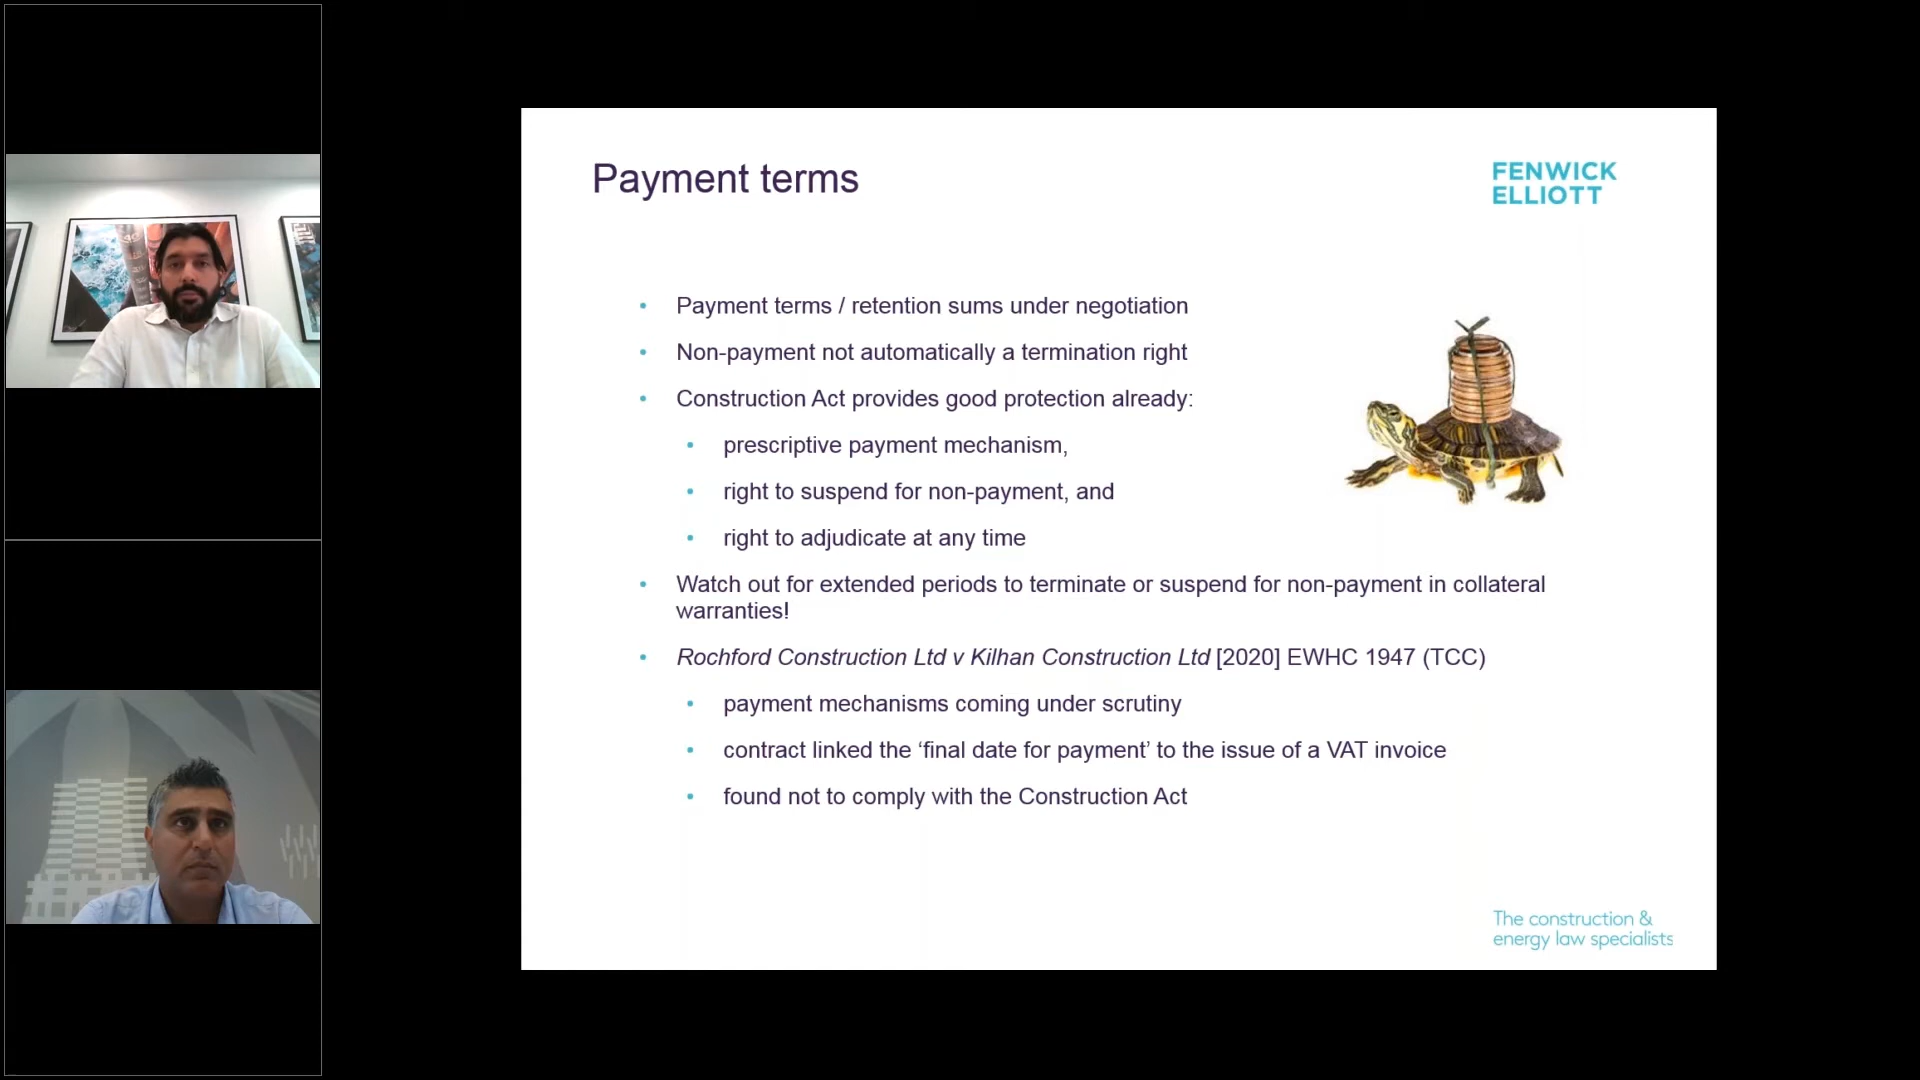 Payment terms
FENWICK
ELLIOTT
• Payment terms / retention sums under negotiation
• Non-payment not automatically a termination right
• Construction Act provides good protection already:
• prescriptive payment mechanism,
• right to suspend for non-payment, and
• right to adjudicate at any time
• Watch out for extended periods to terminate or suspend for non-payment in collateral
warranties!
• Rochford Construction Ltd v Kilhan Construction Ltd [2020] EWHC 1947 (TCC)
• payment mechanisms coming under scrutiny
• contract linked the ‘final date for payment’ to the issue of a VAT invoice
• found not to comply with the Construction Act
The construction &
energy law specialists